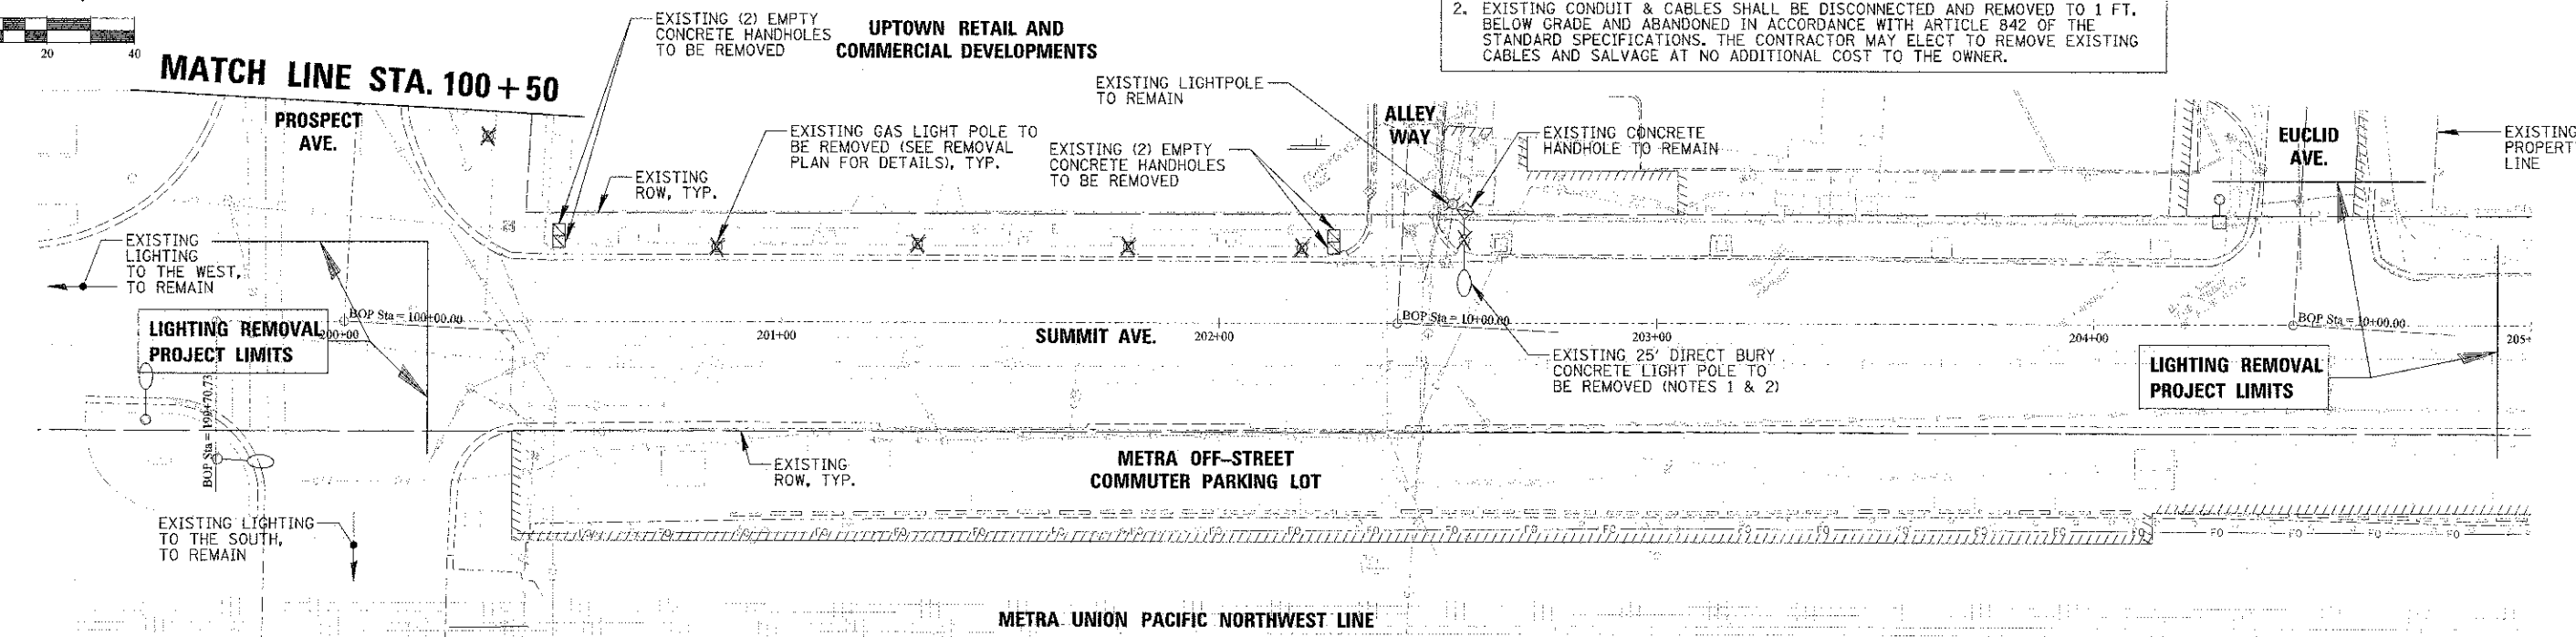 2. EXISTING CONDUIT & CABLES SHALL BE DISCONNECTED AND REMOVED TO 1 FT.
BELOW GRADE AND ABANDONED IN ACCORDANCE WITH ARTICLE 842 OF THE
STANDARD SPECIFICATIONS. THE CONTRACTOR MAY ELECT TO REMOVE EXISTING
CABLES AND SALVAGE AT NO ADDITIONAL COST TO THE OWNER.
20
40
MATCH LINE STA. 100+50
EXISTING (2) EMPTY
CONCRETE HANDHOLES
TO BE REMOVED
UPTOWN RETAIL AND
COMMERCIAL DEVELOPMENTS
PROSPECT
AVE.
EXISTING GAS LIGHT POLE TO
BE REMOVED (SEE REMOVAL
PLAN FOR DETAILS), TYP.
EXISTING
ROW, TYP.
EXISTING LIGHTPOLE
TO REMAIN
EXISTING (2) EMPTY
CONCRETE HANDHOLES
TO BE REMOVED
ALLEY
WAY
EXISTING CONCRETE
HANDHOLE TO REMAIN
EUCLID
AVE.
EXISTING
PROPERT
LINE
EXISTING
LIGHTING
TO THE WEST,
TO REMAIN
LIGHTING REMOVAL
PROJECT LIMITS
BOP Sta = 100+00.00
200+00
201+00
SUMMIT AVE.
202+00
BOP Sta = 10+00.00
203+00
204+00
BOP Sta = 10+00.00
205+
EXISTING 25' DIRECT BURY
CONCRETE LIGHT POLE TO
BE REMOVED (NOTES 1 & 2)
LIGHTING REMOVAL
PROJECT LIMITS
BOP Sta = 199+70.73
EXISTING
ROW, TYP.
METRA OFF-STREET
COMMUTER PARKING LOT
EXISTING LIGHTING
TO THE SOUTH,
TO REMAIN
METRA UNION PACIFIC NORTHWEST LINE